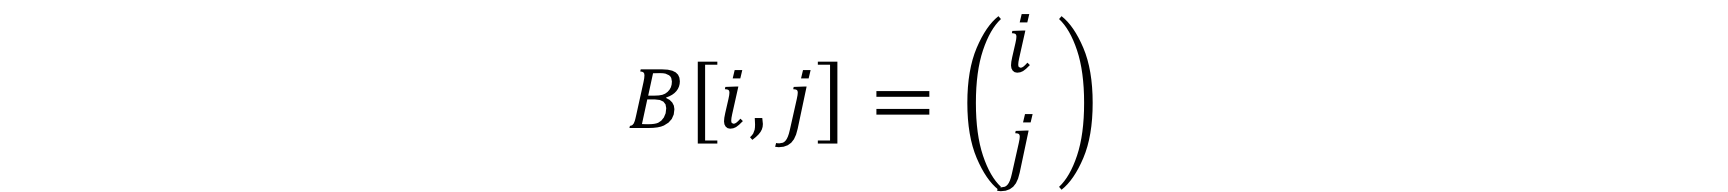 B[i, j] = (i
j)